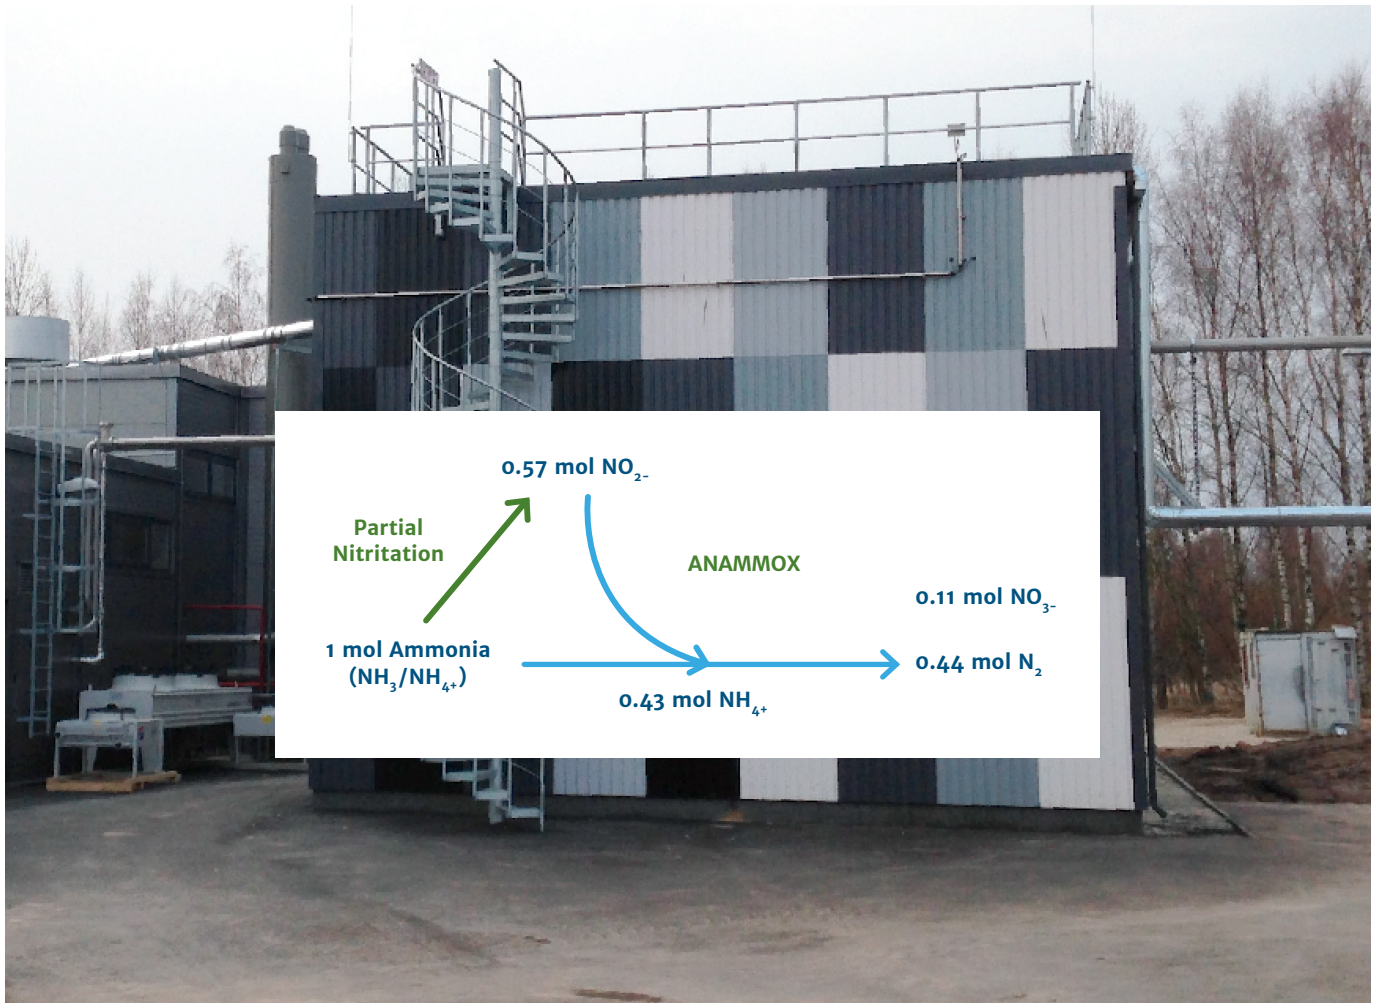 0.57 mol NO₂₋
Partial
Nitritation
ANAMMOX
0.11 mol NO₃₋
1 mol Ammonia
(NH₃/NH₄₊)
0.44 mol N₂
0.43 mol NH₄₊